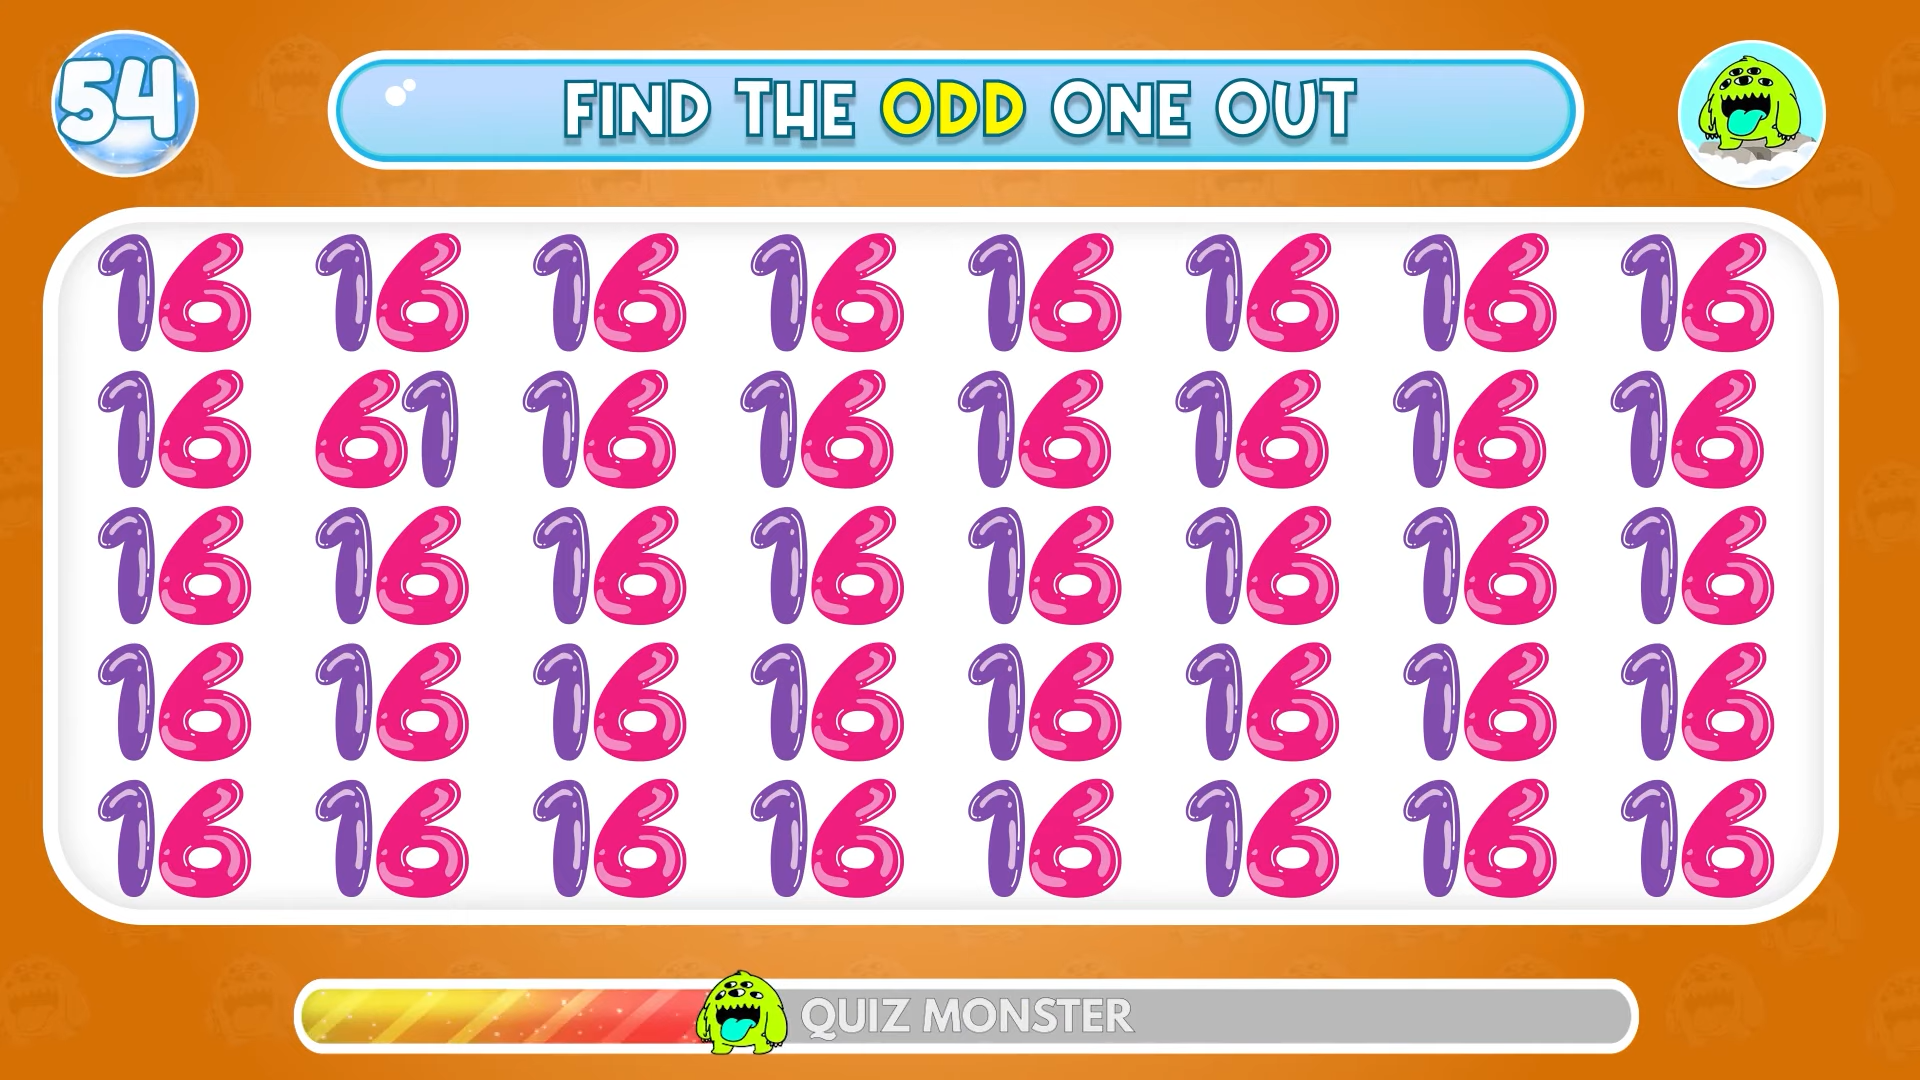 54
FIND THE ODD ONE OUT
16 16 16 16 16 16 16 16
16 61 16 16 16 16 16 16
16 16 16 16 16 16 16 16
16 16 16 16 16 16 16 16
16 16 16 16 16 16 16 16
QUIZ MONSTER